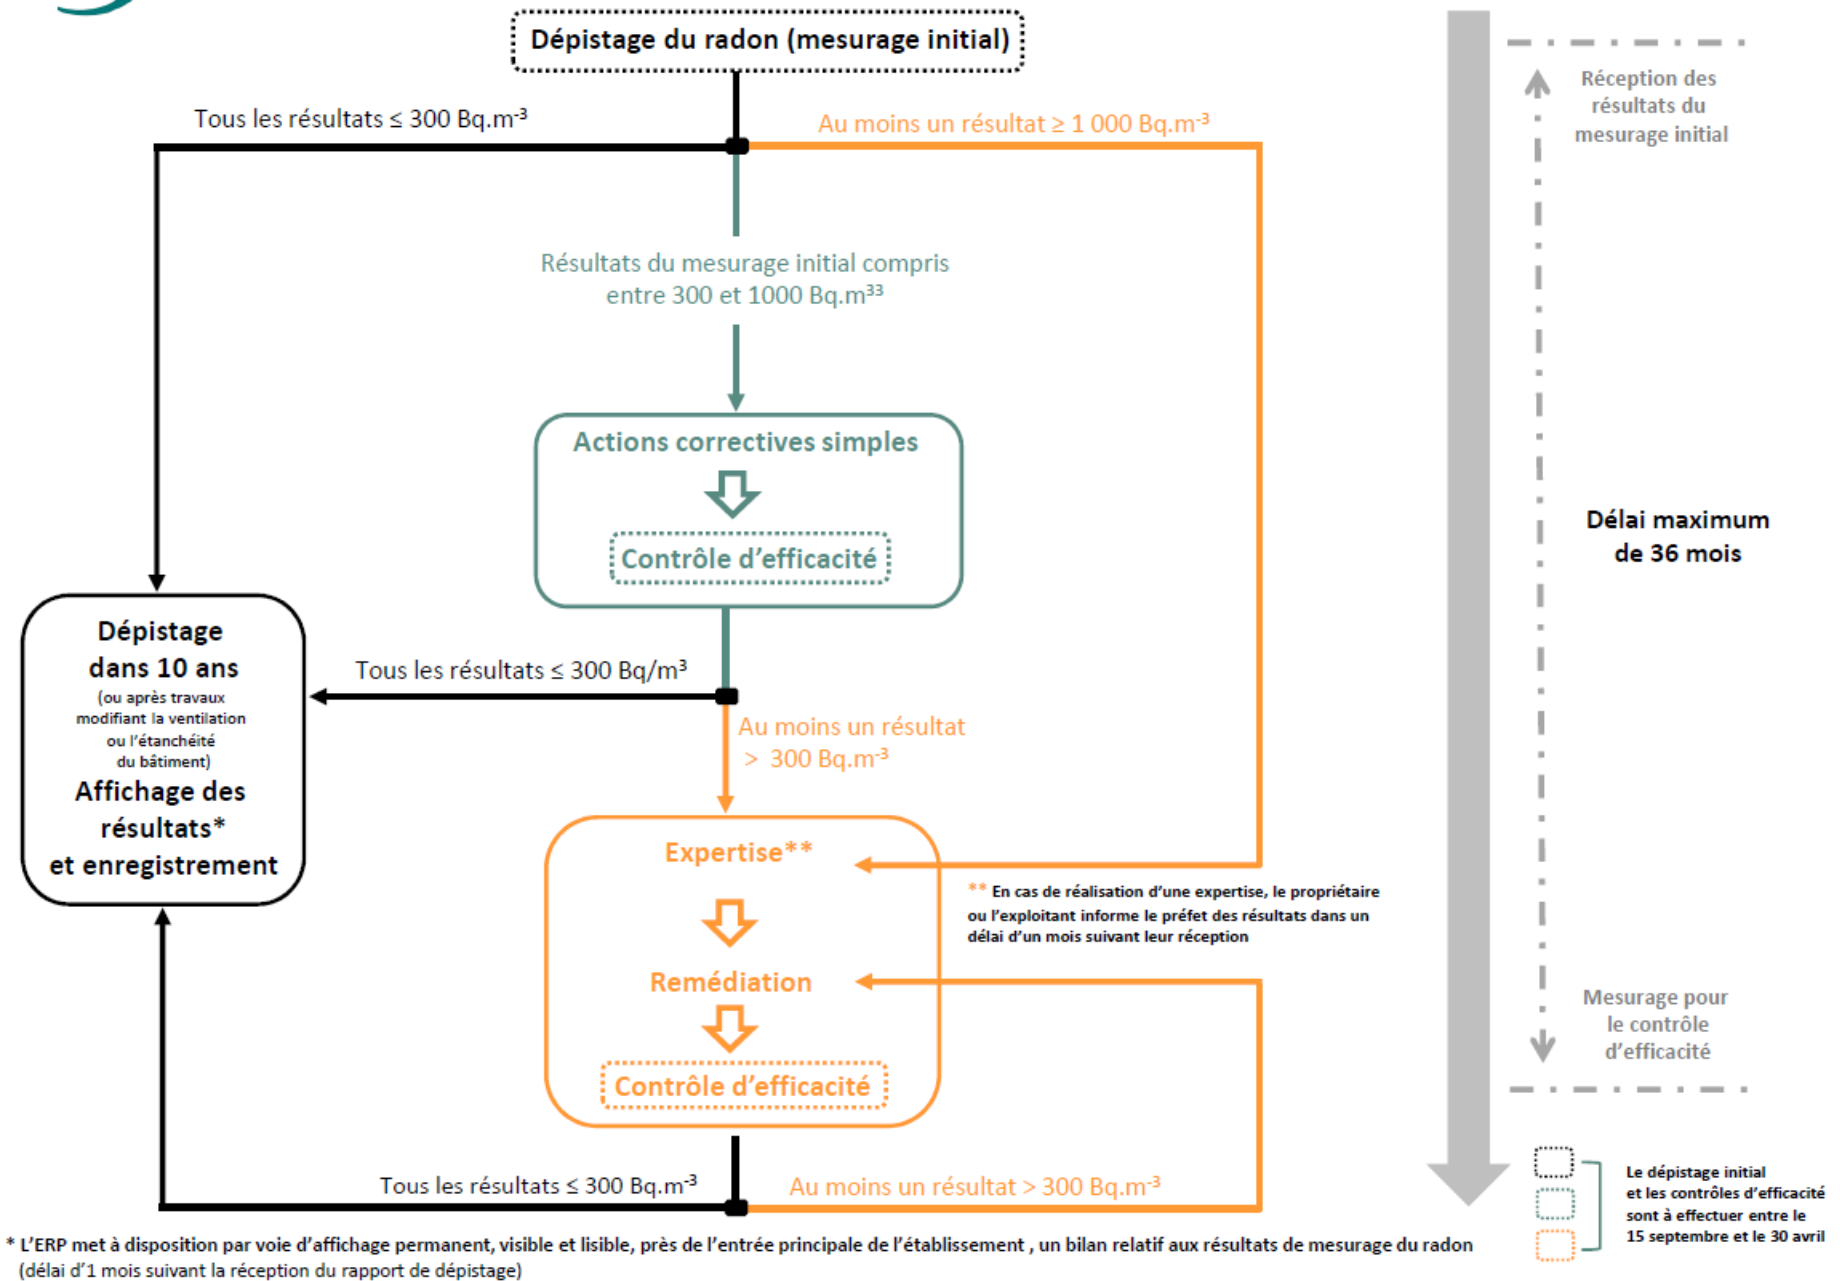 Dépistage du radon (mesurage initial)
Tous les résultats ≤ 300 Bq.m⁻³
Au moins un résultat ≥ 1 000 Bq.m⁻³
Résultats du mesurage initial compris
entre 300 et 1000 Bq.m³³
Actions correctives simples
Contrôle d'efficacité
Tous les résultats ≤ 300 Bq/m³
Au moins un résultat
> 300 Bq.m⁻³
Dépistage
dans 10 ans
(ou après travaux
modifiant la ventilation
ou l'étanchéité
du bâtiment)
Affichage des
résultats*
et enregistrement
Expertise**
** En cas de réalisation d'une expertise, le propriétaire
ou l'exploitant informe le préfet des résultats dans un
délai d'un mois suivant leur réception
Remédiation
Contrôle d'efficacité
Tous les résultats ≤ 300 Bq.m⁻³
Au moins un résultat > 300 Bq.m⁻³
Réception des
résultats du
mesurage initial
Délai maximum
de 36 mois
Mesurage pour
le contrôle
d'efficacité
Le dépistage initial
et les contrôles d'efficacité
sont à effectuer entre le
15 septembre et le 30 avril
* L'ERP met à disposition par voie d'affichage permanent, visible et lisible, près de l'entrée principale de l'établissement , un bilan relatif aux résultats de mesurage du radon
(délai d'1 mois suivant la réception du rapport de dépistage)